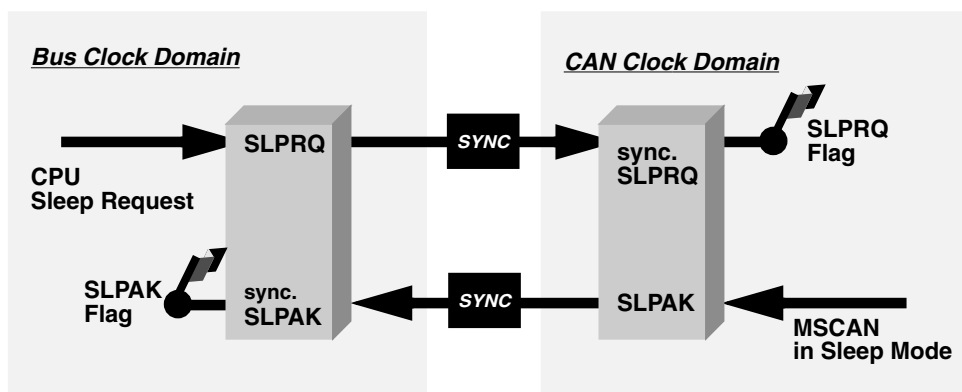 Bus Clock Domain
CAN Clock Domain
SLPRQ
SYNC
sync.
SLPRQ
SLPRQ
Flag
CPU
Sleep Request
SLPAK
Flag
sync.
SLPAK
SYNC
SLPAK
MSCAN
in Sleep Mode